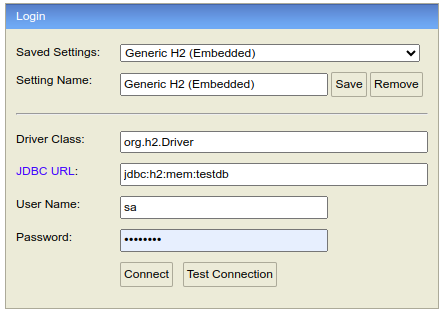 Login
Saved Settings: Generic H2 (Embedded)
Setting Name: Generic H2 (Embedded) Save Remove
Driver Class: org.h2.Driver
JDBC URL: jdbc:h2:mem:testdb
User Name: sa
Password: ••••••••
Connect Test Connection